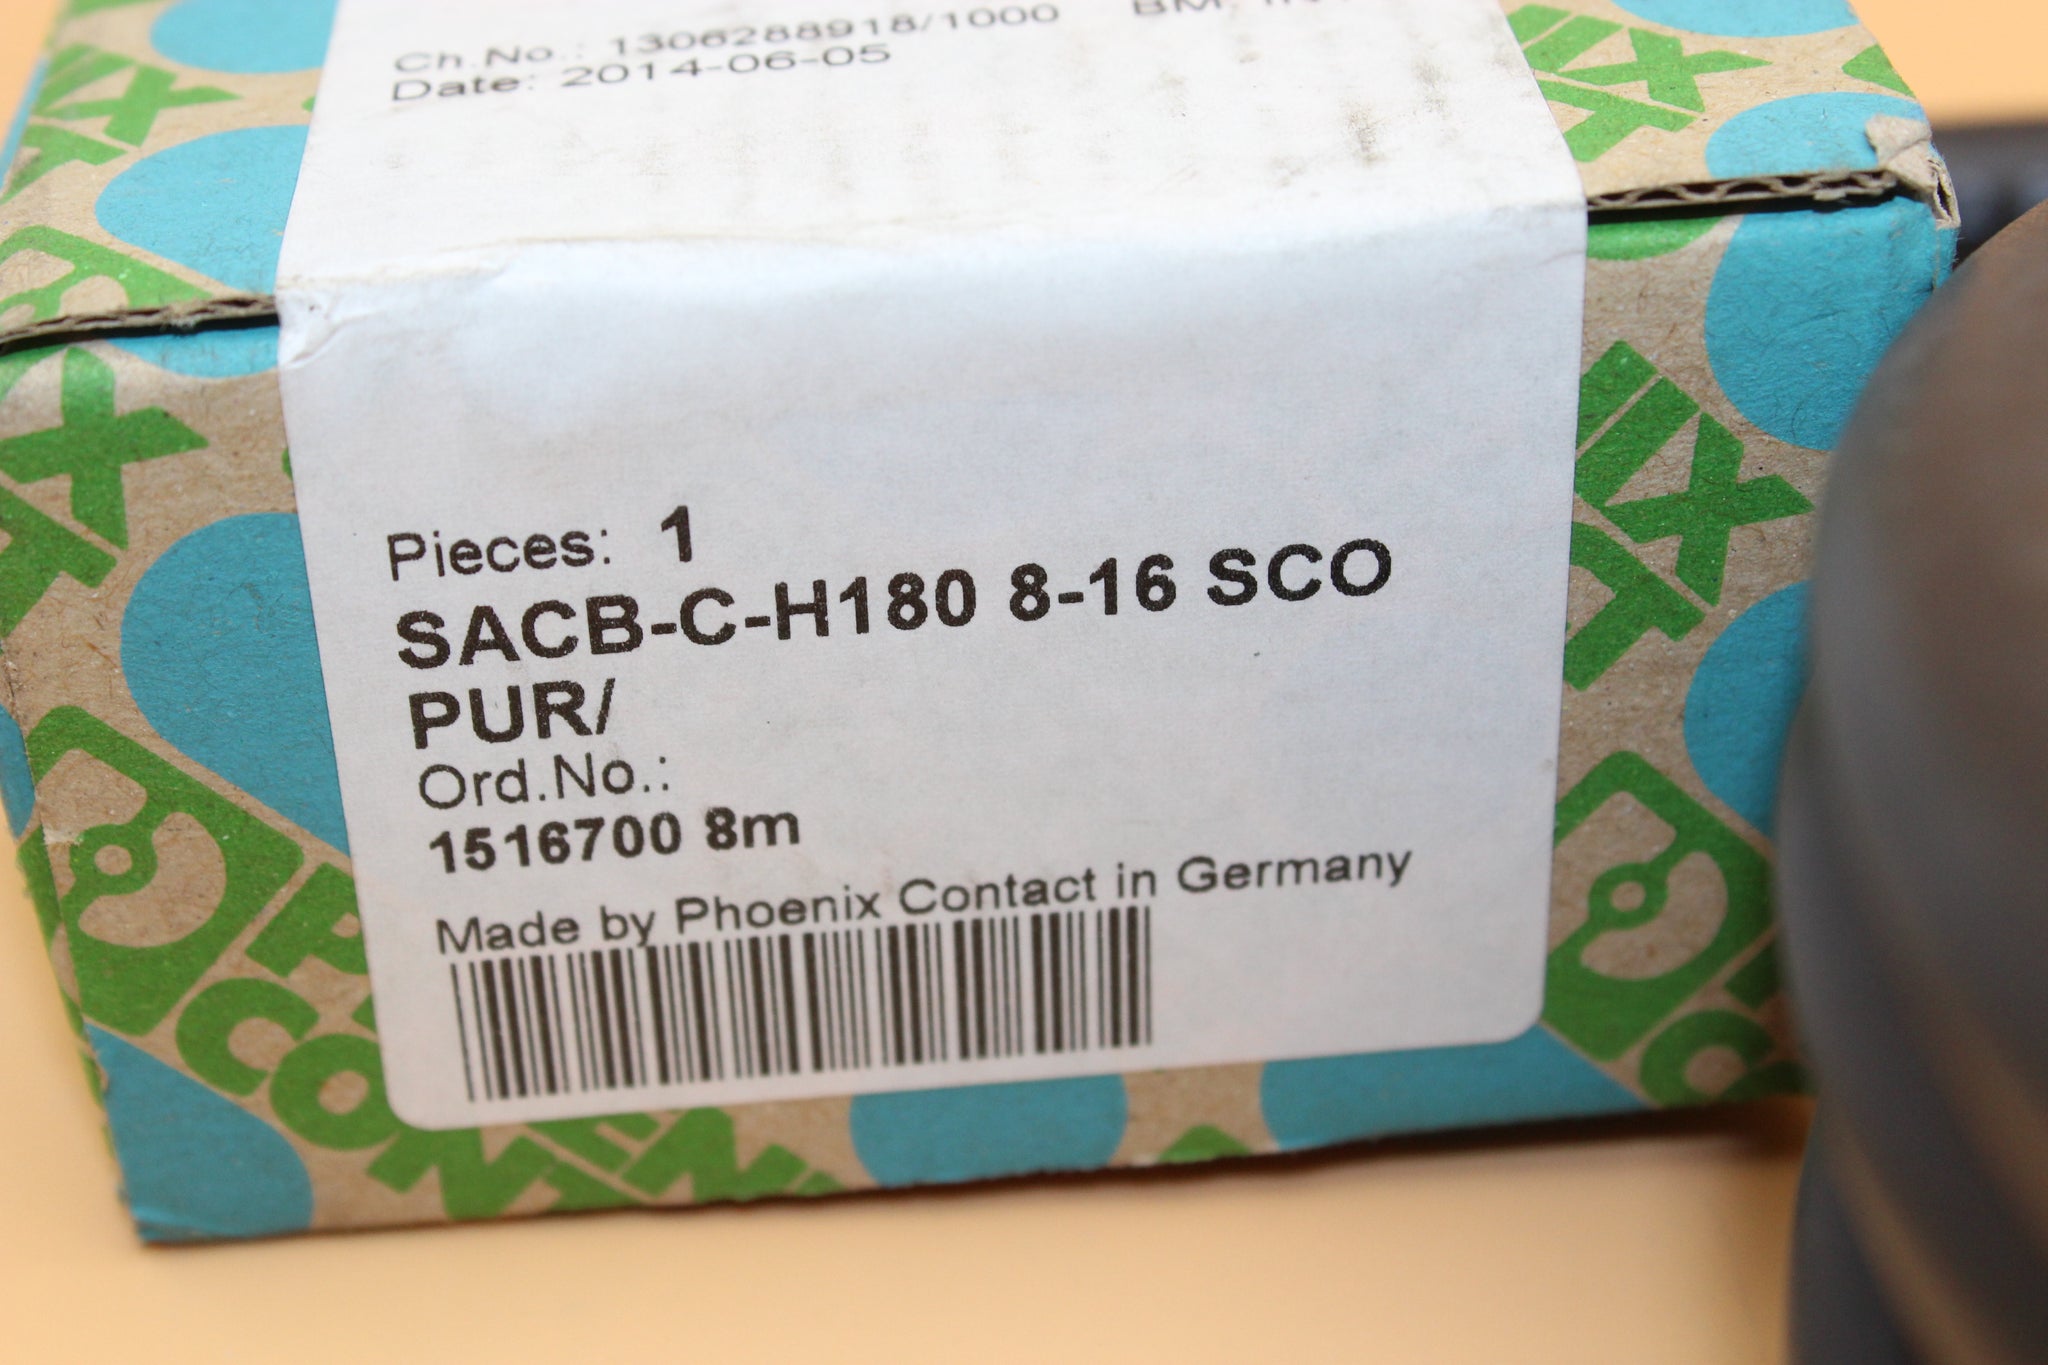 Ch.No.: 1306288918/1000 BM:
Date: 2014-06-05
Pieces: 1
SACB-C-H180 8-16 SCO
PUR/
Ord.No.:
1516700 8m
Made by Phoenix Contact in Germany